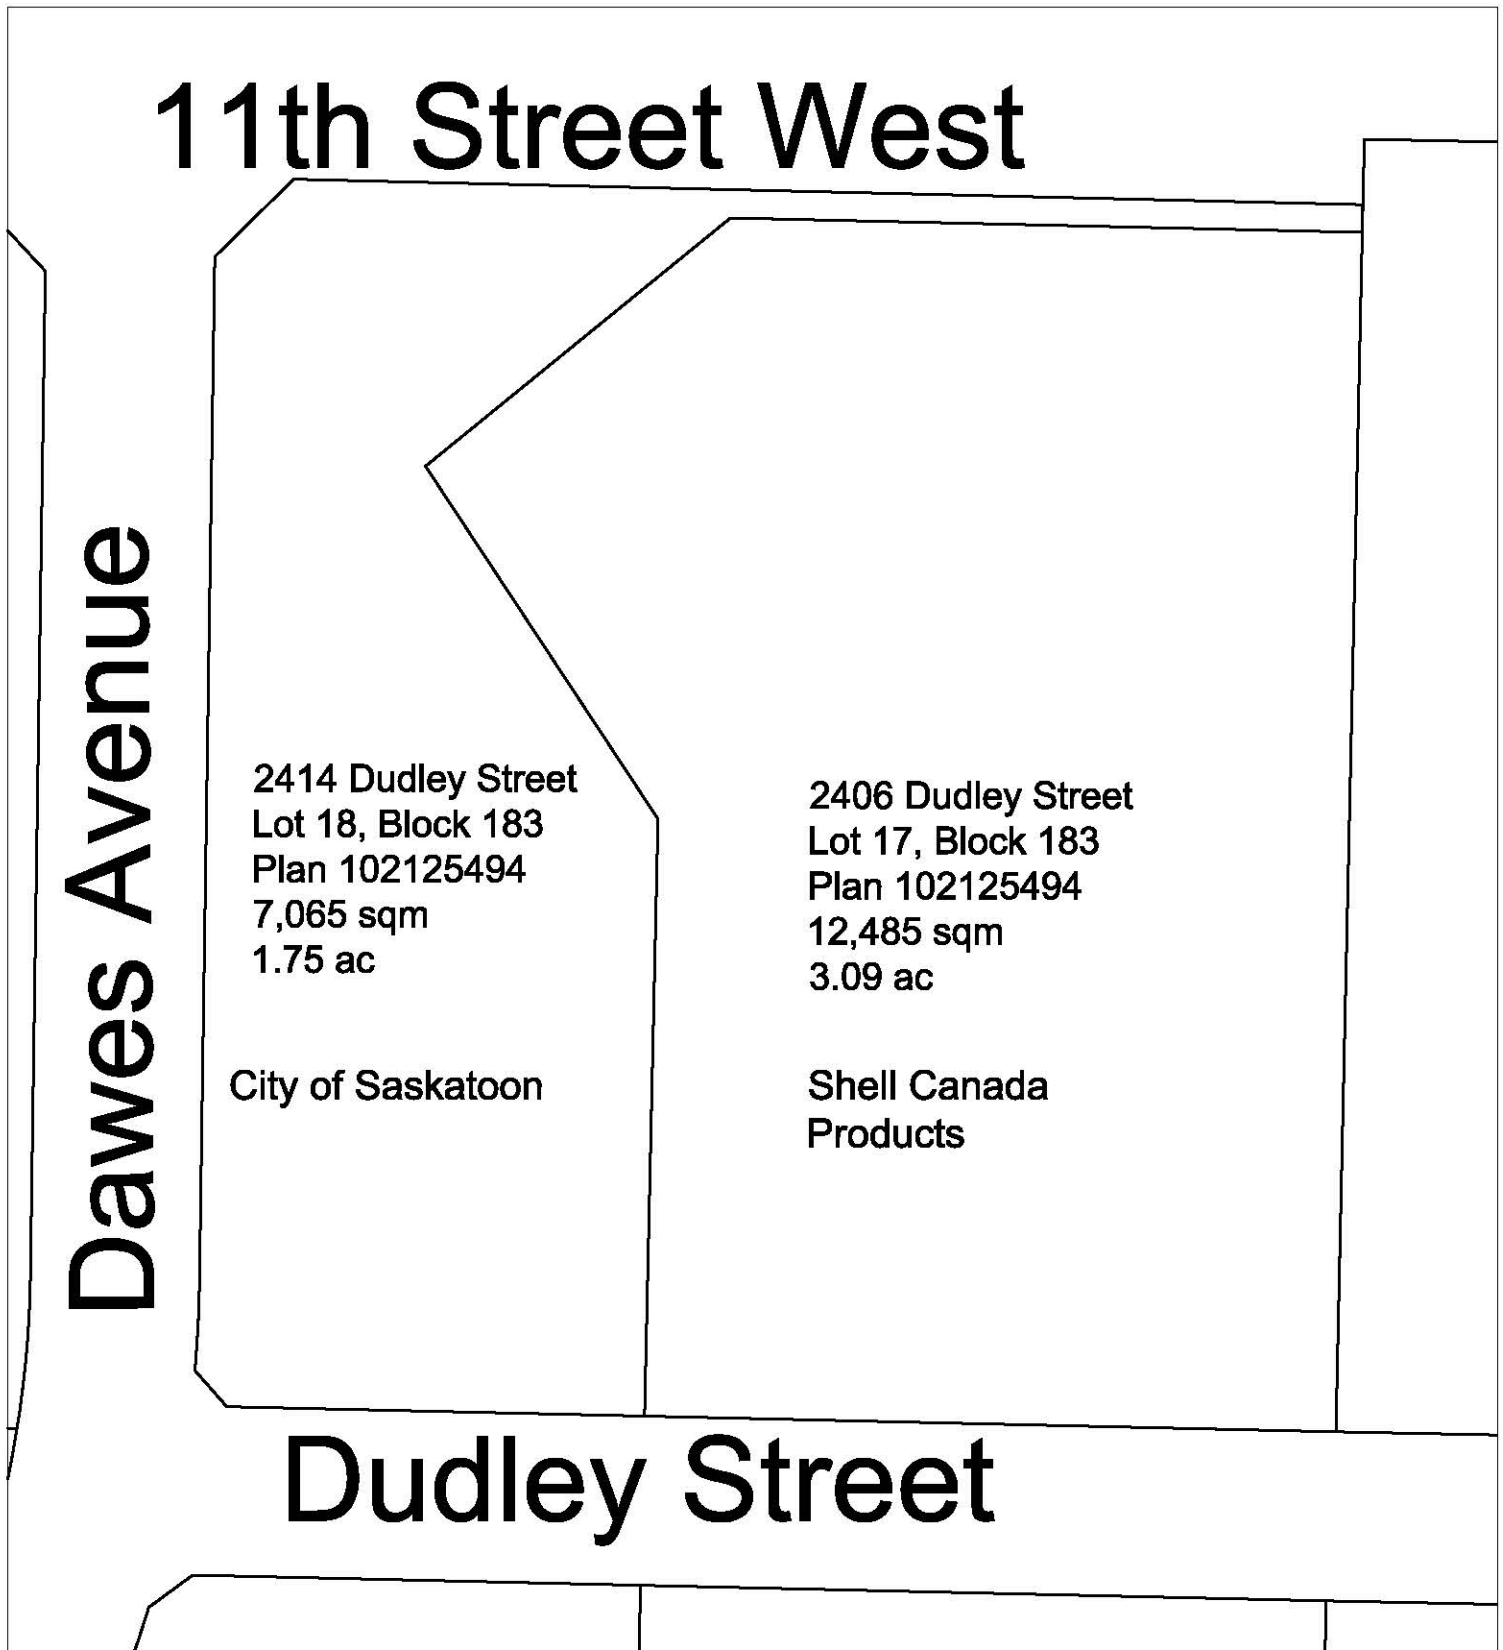 11th Street West
Dawes Avenue
2414 Dudley Street
Lot 18, Block 183
Plan 102125494
7,065 sqm
1.75 ac
City of Saskatoon
2406 Dudley Street
Lot 17, Block 183
Plan 102125494
12,485 sqm
3.09 ac
Shell Canada
Products
Dudley Street